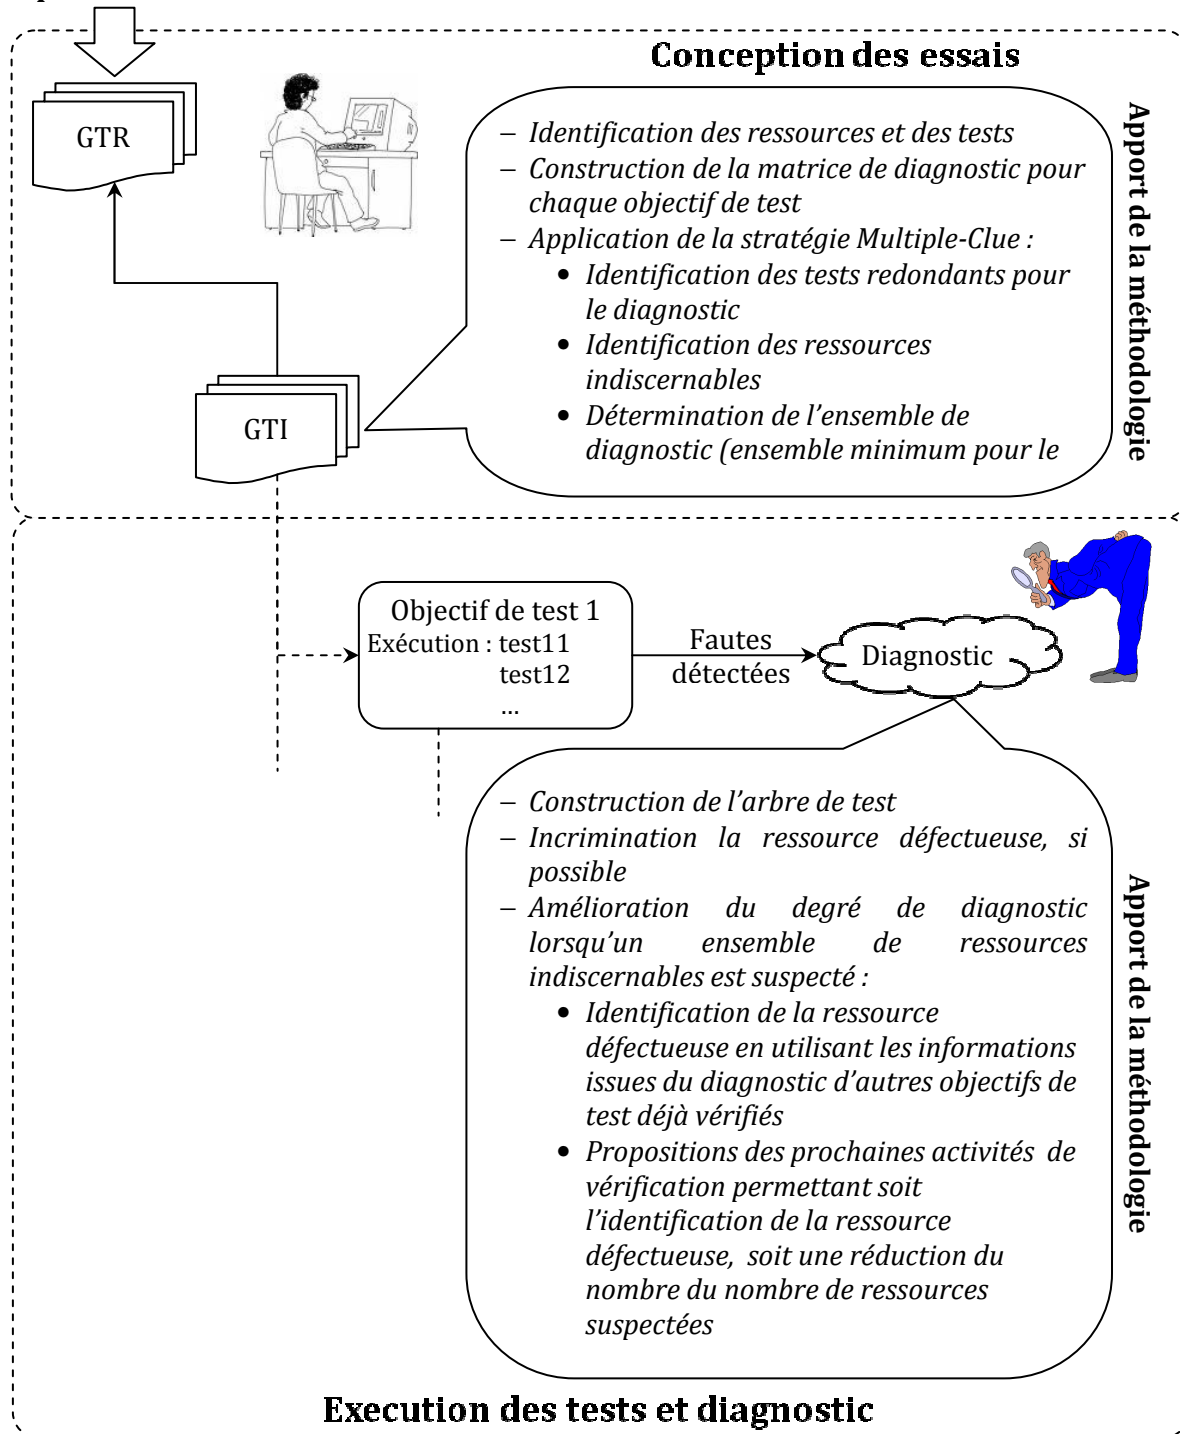 Conception des essais
GTR
– Identification des ressources et des tests
– Construction de la matrice de diagnostic pour
chaque objectif de test
– Application de la stratégie Multiple-Clue :
• Identification des tests redondants pour
le diagnostic
• Identification des ressources
indiscernables
• Détermination de l'ensemble de
diagnostic (ensemble minimum pour le
Apport de la méthodologie
GTI
Objectif de test 1
Exécution : test11
test12
...
Fautes
détectées
Diagnostic
– Construction de l'arbre de test
– Incrimination la ressource défectueuse, si
possible
– Amélioration du degré de diagnostic
lorsqu'un ensemble de ressources
indiscernables est suspecté :
• Identification de la ressource
défectueuse en utilisant les informations
issues du diagnostic d'autres objectifs de
test déjà vérifiés
• Propositions des prochaines activités de
vérification permettant soit
l'identification de la ressource
défectueuse, soit une réduction du
nombre du nombre de ressources
suspectées
Apport de la méthodologie
Execution des tests et diagnostic